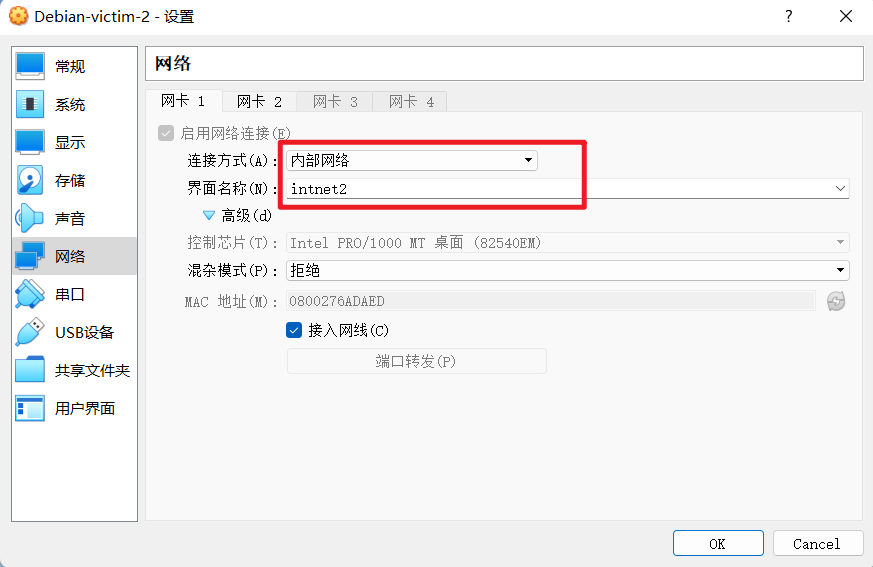 Debian-victim-2 - 设置
?
常规
系统
显示
存储
声音
网络
串口
USB设备
共享文件夹
用户界面
网络
网卡 1 网卡 2 网卡 3 网卡 4
启用网络连接(E)
连接方式(A): 内部网络
界面名称(N): intnet2
高级(d)
控制芯片(T): Intel PRO/1000 MT 桌面 (82540EM)
混杂模式(P): 拒绝
MAC 地址(M): 0800276ADAED
接入网线(C)
端口转发(P)
OK Cancel